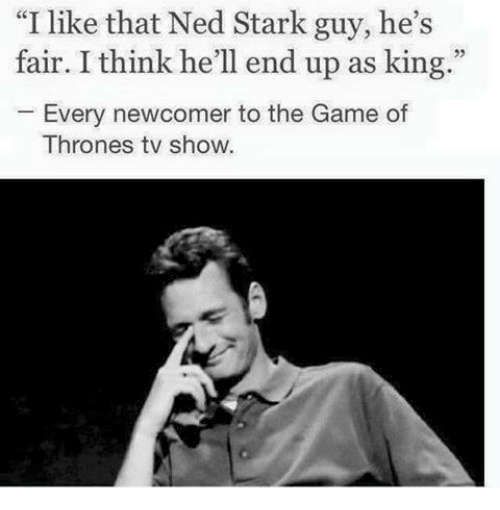 “I like that Ned Stark guy, he’s
fair. I think he’ll end up as king.”
– Every newcomer to the Game of
Thrones tv show.